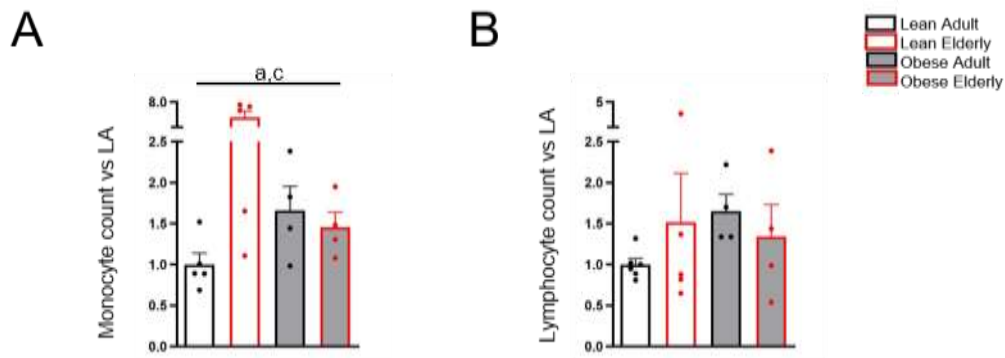 A
B
Lean Adult
Lean Elderly
Obese Adult
Obese Elderly
a,c
Monocyte count vs LA
8.0
2.5
2.0
1.5
1.0
0.5
0.0
Lymphocyte count vs LA
5
2.5
2.0
1.5
1.0
0.5
0.0